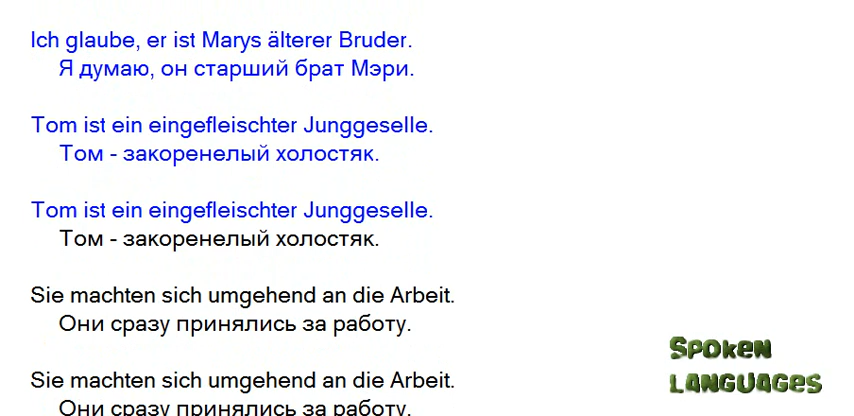 Ich glaube, er ist Marys älterer Bruder.
Я думаю, он старший брат Мэри.
Tom ist ein eingefleischter Junggeselle.
Том - закоренелый холостяк.
Tom ist ein eingefleischter Junggeselle.
Том - закоренелый холостяк.
Sie machten sich umgehend an die Arbeit.
Они сразу принялись за работу.
Sie machten sich umgehend an die Arbeit.
Они сразу принялись за работу.
Spoken
Languages